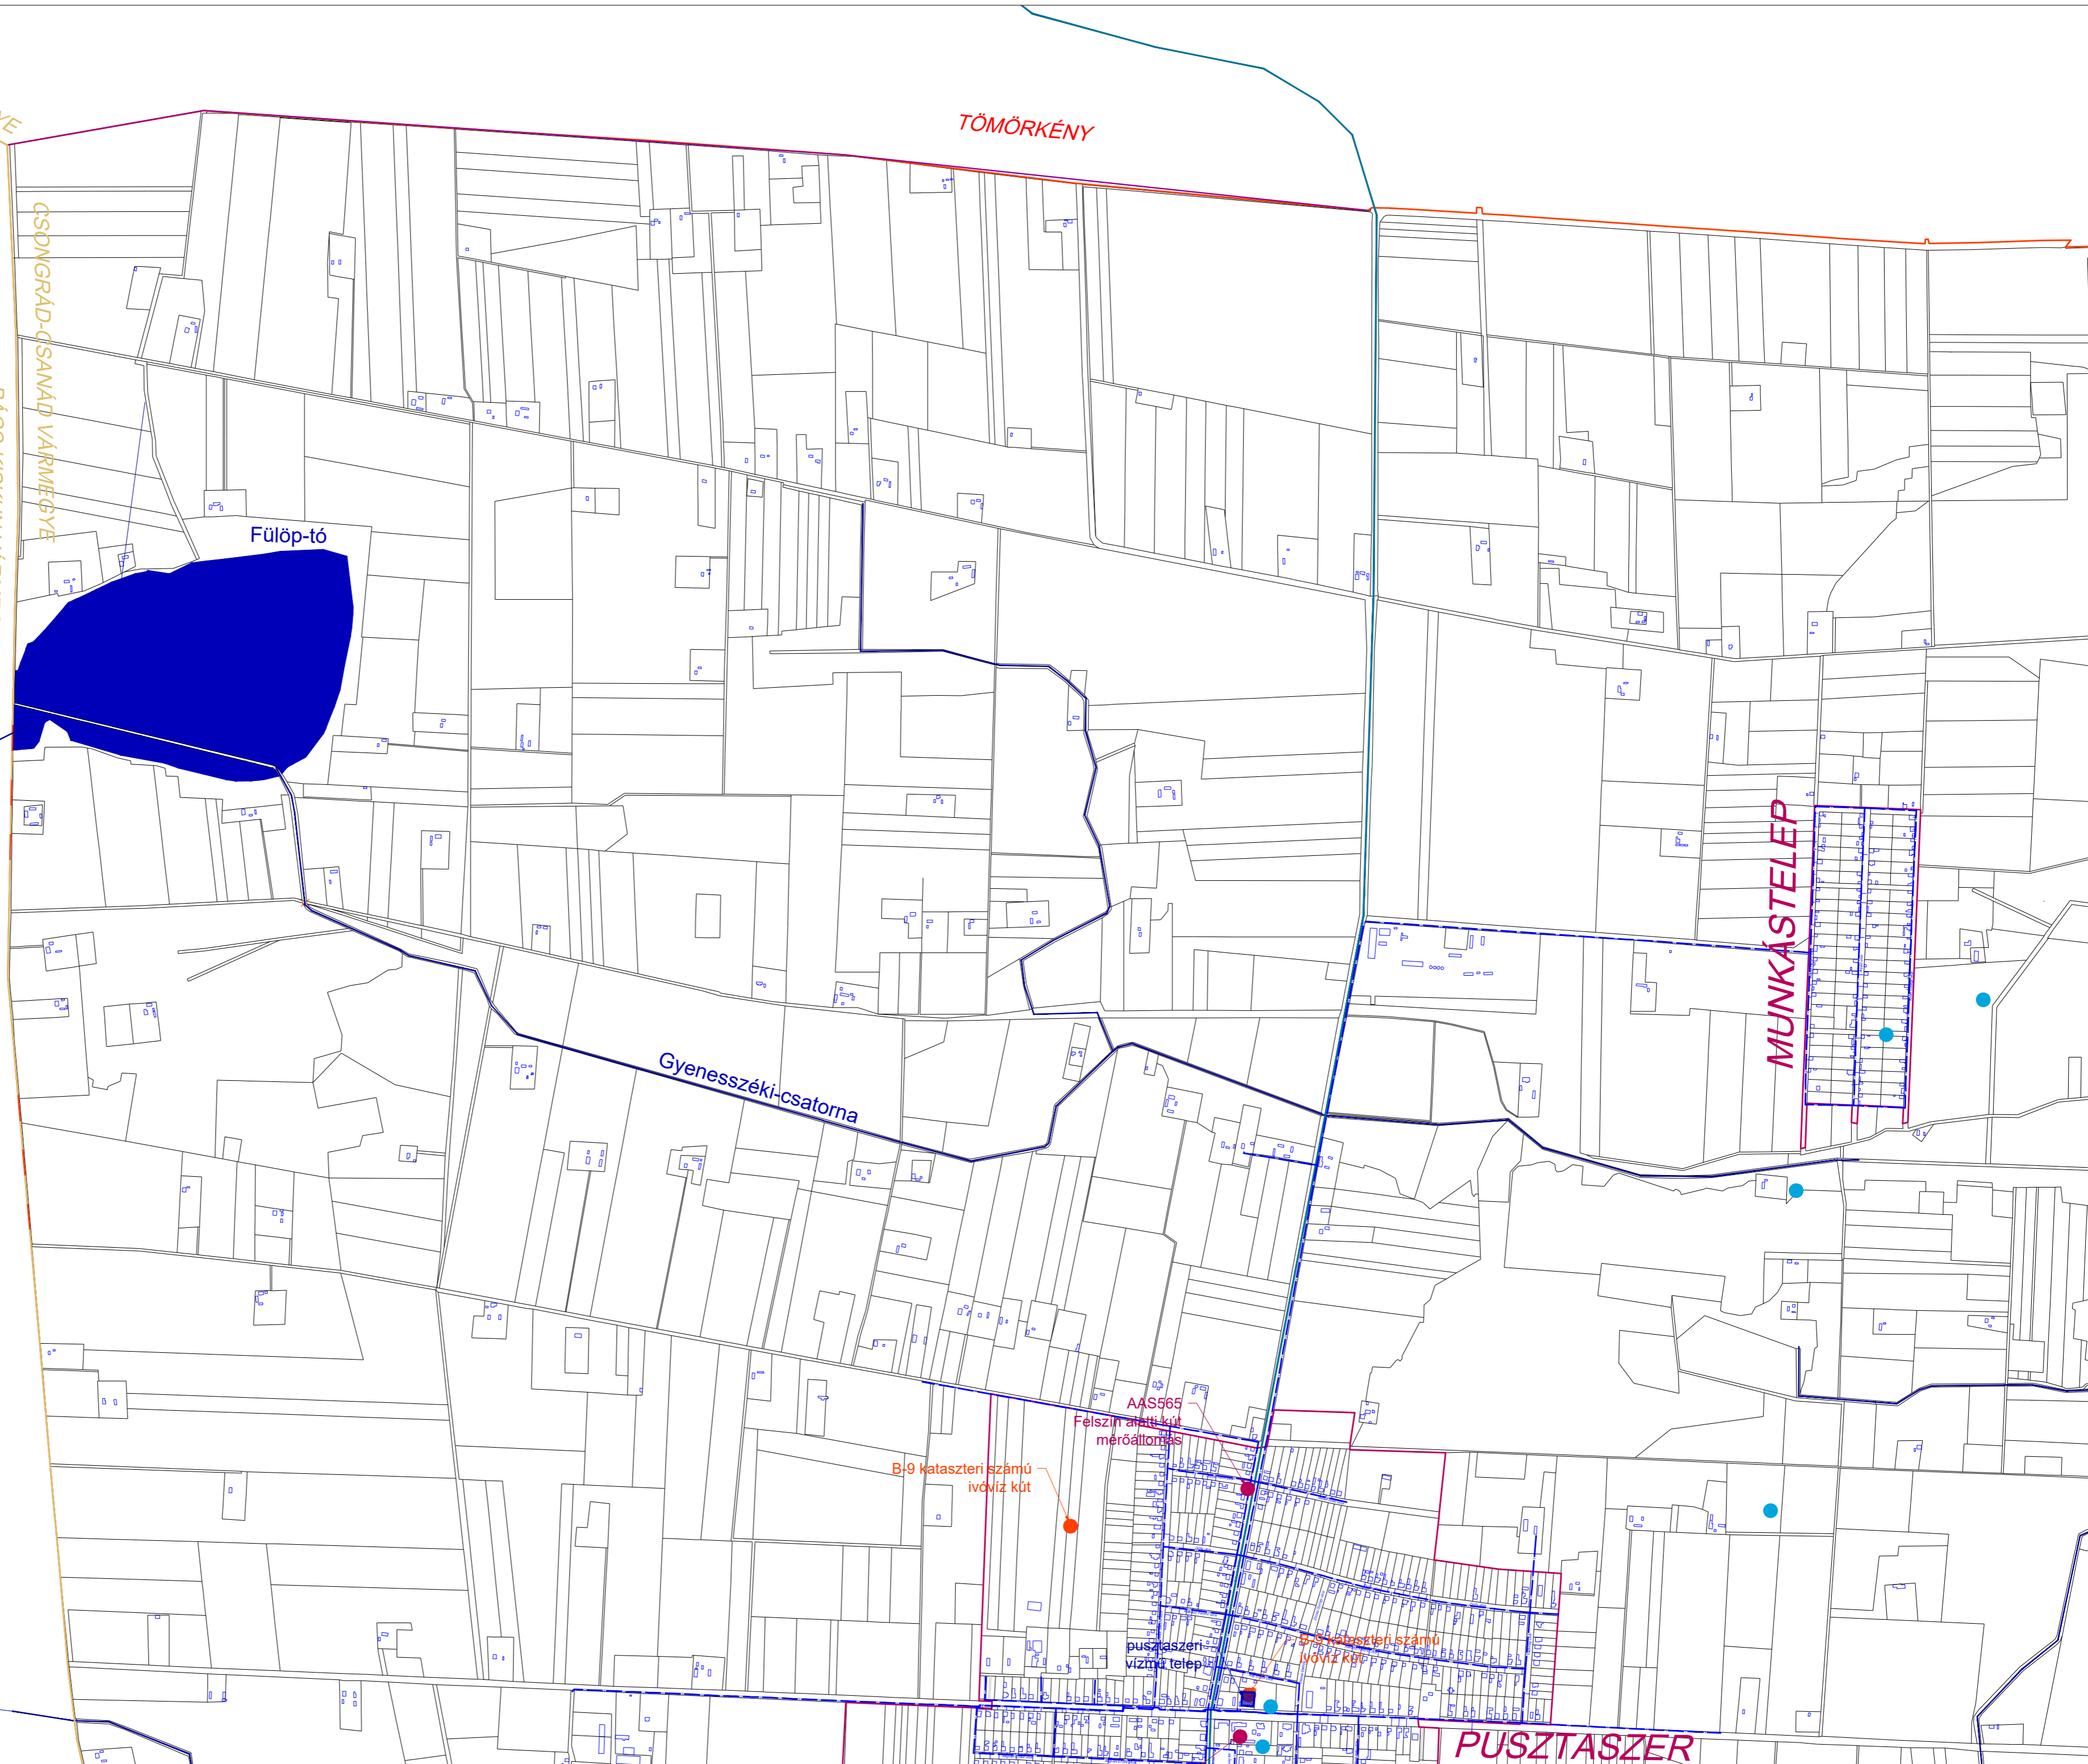 TÖMÖRKÉNY
CSONGRÁD-CSANÁD VÁRMEGYE
Fülöp-tó
MUNKÁSTELEP
Gyenesszéki-csatorna
AAS565
Felszín alatti kút
mérőállomás
B-9 kataszteri számú
ivóvíz kút
pusztaszeri
vízmű telep
B-9 kataszteri számú
ivóvíz kút
PUSZTASZER